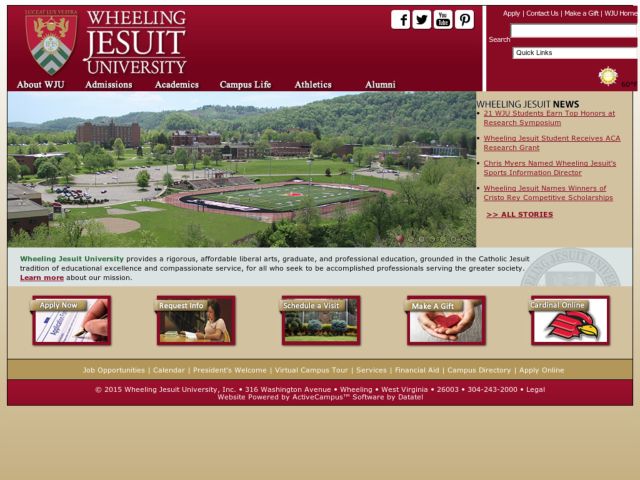 LUCET LUX VESTRA
WHEELING
JESUIT
UNIVERSITY
You
Tube
Apply | Contact Us | Make a Gift | WJU Home
Search
Quick Links
60°F
About WJU Admissions Academics Campus Life Athletics Alumni
WHEELING JESUIT NEWS
21 WJU Students Earn Top Honors at
Research Symposium
Wheeling Jesuit Student Receives ACA
Research Grant
Chris Myers Named Wheeling Jesuit's
Sports Information Director
Wheeling Jesuit Names Winners of
Cristo Rey Competitive Scholarships
>> ALL STORIES
Wheeling Jesuit University provides a rigorous, affordable liberal arts, graduate, and professional education, grounded in the Catholic Jesuit
tradition of educational excellence and compassionate service, for all who seek to be accomplished professionals serving the greater society.
Learn more about our mission.
Apply Now
Request Info
Schedule a Visit
Make A Gift
Cardinal Online
Job Opportunities | Calendar | President's Welcome | Virtual Campus Tour | Services | Financial Aid | Campus Directory | Apply Online
© 2015 Wheeling Jesuit University, Inc. • 316 Washington Avenue • Wheeling • West Virginia • 26003 • 304-243-2000 • Legal
Website Powered by ActiveCampus™ Software by Datatel